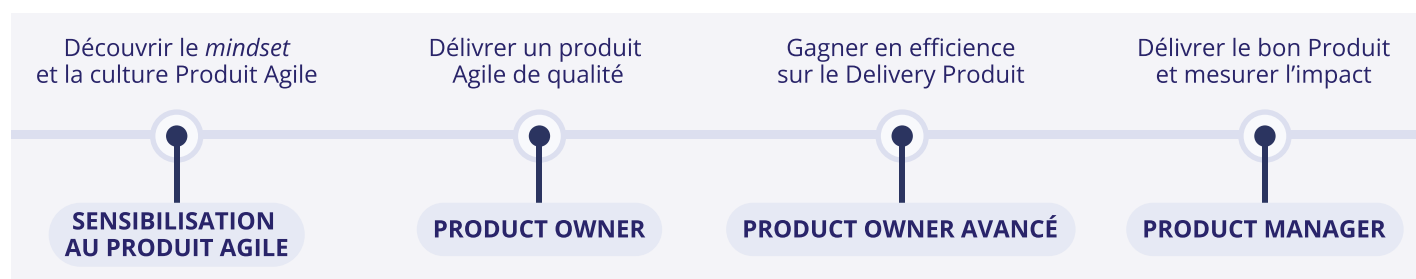 Découvrir le mindset
et la culture Produit Agile
Délivrer un produit
Agile de qualité
Gagner en efficience
sur le Delivery Produit
Délivrer le bon Produit
et mesurer l’impact
SENSIBILISATION
AU PRODUIT AGILE
PRODUCT OWNER
PRODUCT OWNER AVANCÉ
PRODUCT MANAGER